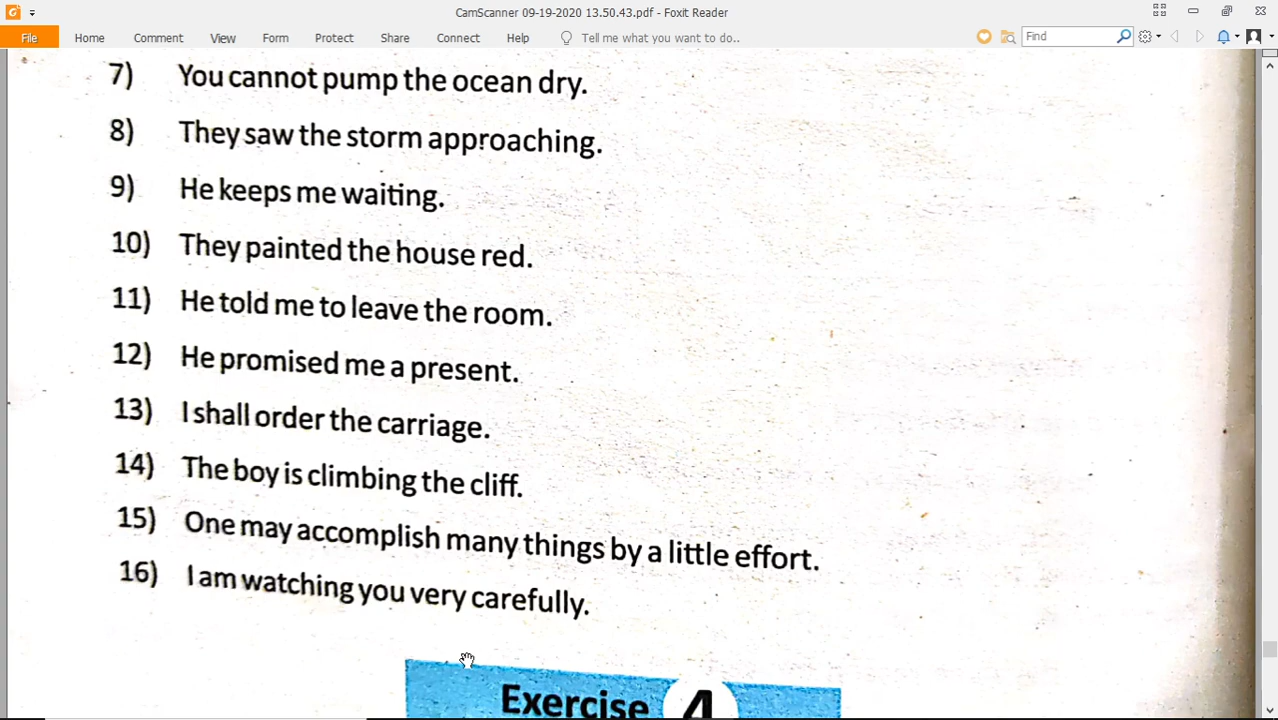 CamScanner 09-19-2020 13.50.43.pdf - Foxit Reader
File Home Comment View Form Protect Share Connect Help Tell me what you want to do.. Find
7) You cannot pump the ocean dry.
8) They saw the storm approaching.
9) He keeps me waiting.
10) They painted the house red.
11) He told me to leave the room.
12) He promised me a present.
13) I shall order the carriage.
14) The boy is climbing the cliff.
15) One may accomplish many things by a little effort.
16) I am watching you very carefully.
Exercise 4